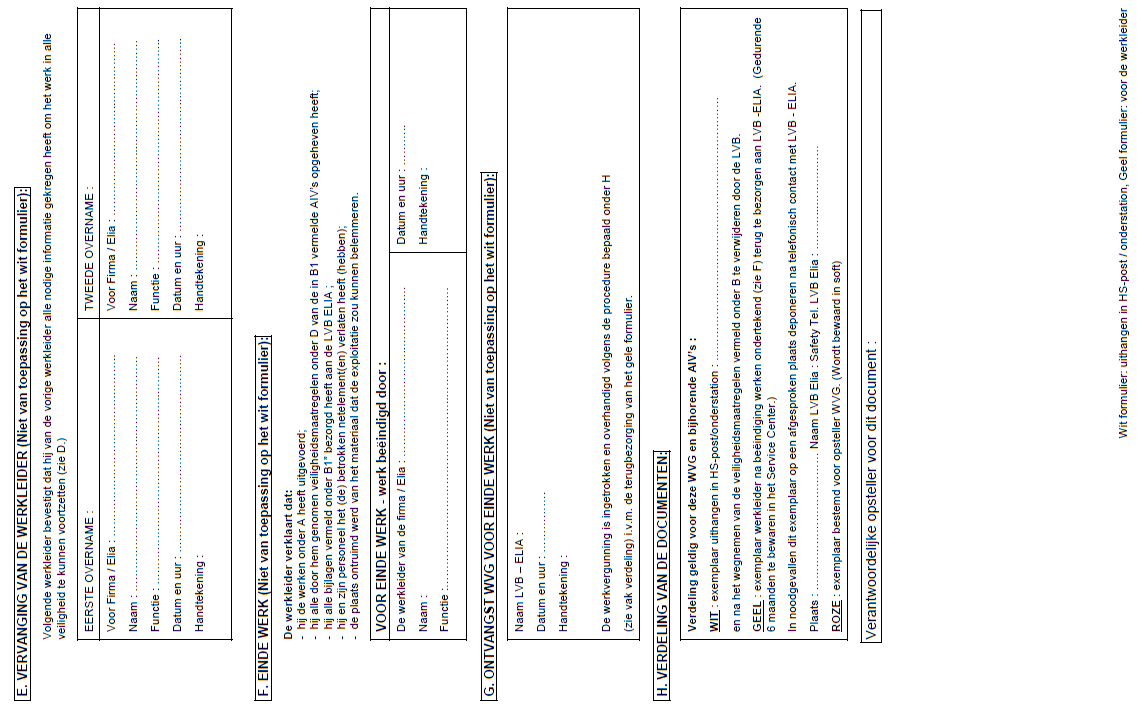 E. VERVANGING VAN DE WERKLEIDER (Niet van toepassing op het wit formulier):
Volgende werkleider bevestigt dat hij van de vorige werkleider alle nodige informatie gekregen heeft om het werk in alle
veiligheid te kunnen voortzetten (zie D.)
EERSTE OVERNAME :
Voor Firma / Elia : ................................................
Naam : ................................................
Functie : ................................................
Datum en uur : ................................................
Handtekening :
TWEEDE OVERNAME :
Voor Firma / Elia : ................................................
Naam : ................................................
Functie : ................................................
Datum en uur : ................................................
Handtekening :
F. EINDE WERK (Niet van toepassing op het wit formulier):
De werkleider verklaart dat:
- hij de werken onder A heeft uitgevoerd;
- hij alle door hem genomen veiligheidsmaatregelen onder D van de in B1 vermelde AIV's opgeheven heeft;
- hij alle bijlagen vermeld onder B1" bezorgd heeft aan de LVB ELIA ;
- hij en zijn personeel het (de) betrokken netelement(en) verlaten heeft (hebben);
- de plaats ontruimd werd van het materiaal dat de exploitatie zou kunnen belemmeren.
VOOR EINDE WERK - werk beëindigd door :
De werkleider van de firma / Elia : ................................................
Naam :
Functie : ................................................
Datum en uur : ............
Handtekening :
G. ONTVANGST WVG VOOR EINDE WERK (Niet van toepassing op het wit formulier):
Naam LVB – ELIA :
Datum en uur : ....................
Handtekening :
De werkvergunning is ingetrokken en overhandigd volgens de procedure bepaald onder H
(zie vak verdeling) i.v.m. de terugbezorging van het gele formulier.
H. VERDELING VAN DE DOCUMENTEN:
Verdeling geldig voor deze WVG en bijhorende AIV's :
WIT : exemplaar uithangen in HS-post/onderstation : ................................................
en na het wegnemen van de veiligheidsmaatregelen vermeld onder B te verwijderen door de LVB.
GEEL : exemplaar werkleider na beëindiging werken ondertekend (zie F) terug te bezorgen aan LVB -ELIA. (Gedurende
6 maanden te bewaren in het Service Center.)
In noodgevallen dit exemplaar op een afgesproken plaats deponeren na telefonisch contact met LVB - ELIA.
Plaats : ........................ Naam LVB Elia : Safety Tel. LVB Elia : ........................
ROZE : exemplaar bestemd voor opsteller WVG. (Wordt bewaard in soft)
Verantwoordelijke opsteller voor dit document :
Wit formulier: uithangen in HS-post / onderstation, Geel formulier: voor de werkleider